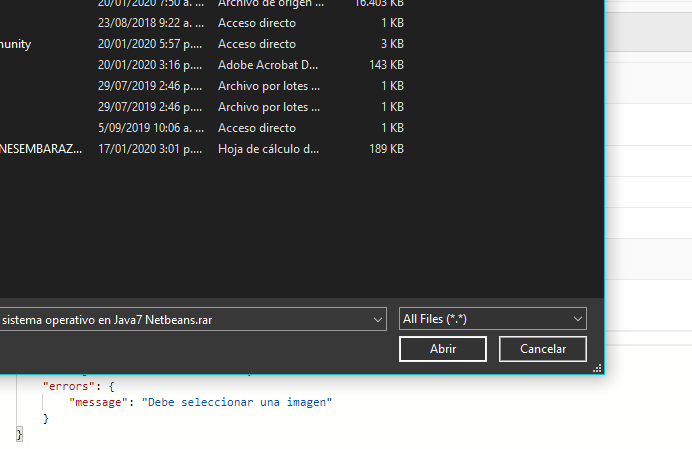 20/01/2020 7:50 a. ... Archivo de origen ... 16.403 KB
23/08/2018 9:22 a. ... Acceso directo 1 KB
munity 20/01/2020 5:57 p.... Acceso directo 3 KB
20/01/2020 3:16 p.... Adobe Acrobat D... 143 KB
29/07/2019 2:46 p.... Archivo por lotes ... 1 KB
29/07/2019 2:46 p.... Archivo por lotes ... 1 KB
5/09/2019 10:06 a. ... Acceso directo 1 KB
NESEMBARAZ... 17/01/2020 3:01 p.... Hoja de cálculo d... 189 KB
sistema operativo en Java7 Netbeans.rar All Files (*.*)
Abrir Cancelar
"errors": {
"message": "Debe seleccionar una imagen"
}
}